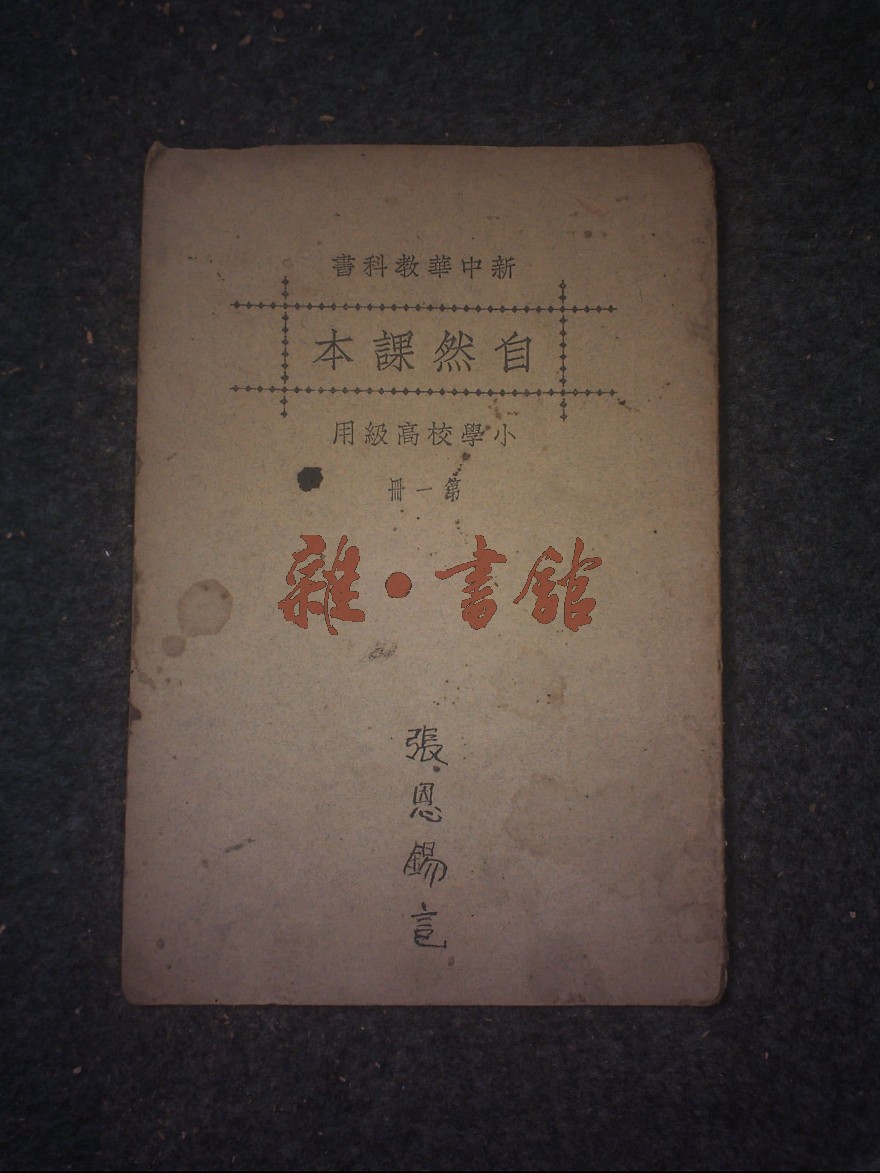 新中華教科書
自然課本
小學校高級用
第一冊
雜·書館
張恩錫